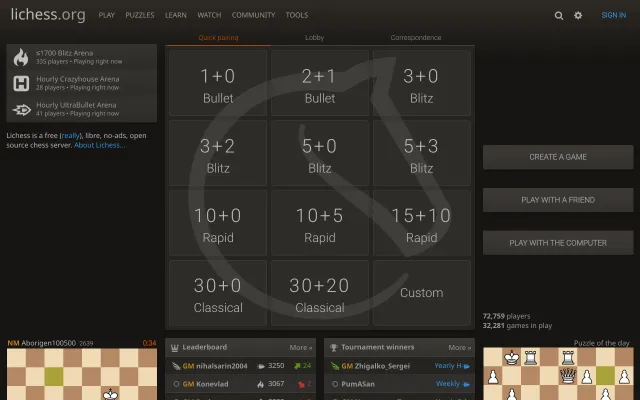 lichess.org
PLAY PUZZLES LEARN WATCH COMMUNITY TOOLS
SIGN IN
≤1700 Blitz Arena
335 players • Playing right now
Hourly Crazyhouse Arena
28 players • Playing right now
Hourly UltraBullet Arena
41 players • Playing right now
Lichess is a free (really), libre, no-ads, open
source chess server. About Lichess...
Quick pairing Lobby Correspondence
1+0
Bullet
2+1
Bullet
3+0
Blitz
3+2
Blitz
5+0
Blitz
5+3
Blitz
10+0
Rapid
10+5
Rapid
15+10
Rapid
30+0
Classical
30+20
Classical
Custom
CREATE A GAME
PLAY WITH A FRIEND
PLAY WITH THE COMPUTER
72,759 players
32,281 games in play
NM Aborigen100500 2639 0:34
Leaderboard More »
GM nihalsarin2004 3250 24
GM Konevlad 3067 2
Tournament winners More »
GM Zhigalko_Sergei Yearly H
PumASan Weekly
Puzzle of the day